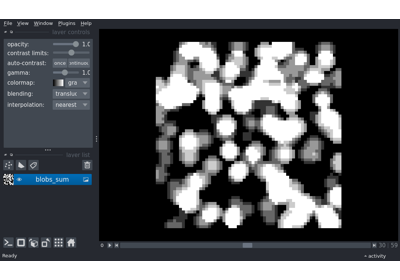 File View Window Plugins Help
layer controls
opacity: 1.0
contrast limits:
auto-contrast: once
gamma: 1.0
colormap: gra
blending: translu
interpolation: nearest
layer list
blobs_sum
0 30 59
Ready activity